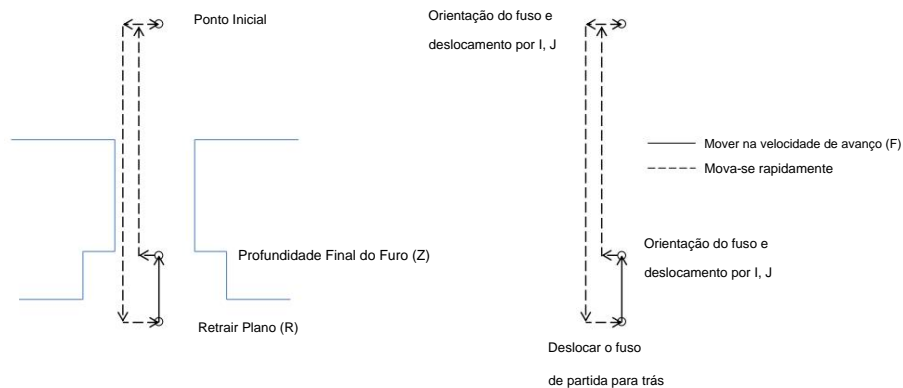 Ponto Inicial
Profundidade Final do Furo (Z)
Retrair Plano (R)
Orientação do fuso e
deslocamento por I, J
Mover na velocidade de avanço (F)
Mova-se rapidamente
Orientação do fuso e
deslocamento por I, J
Deslocar o fuso
de partida para trás